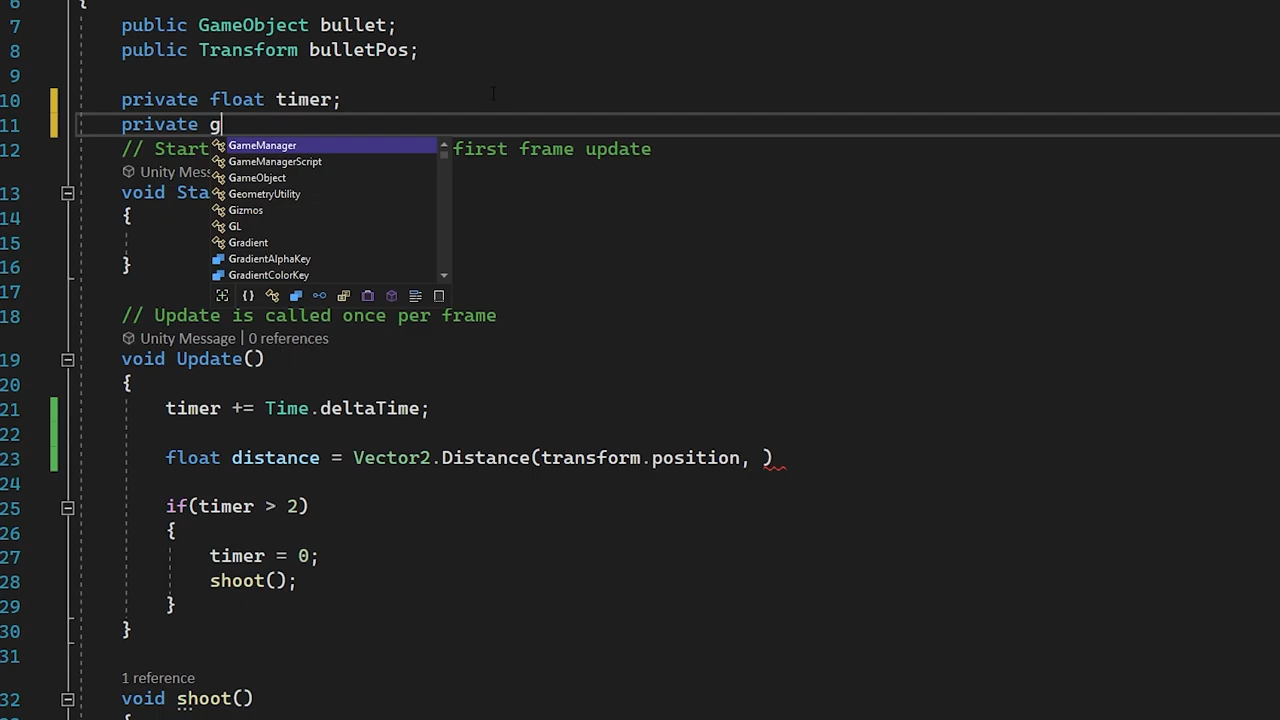 6 {
7 public GameObject bullet;
8 public Transform bulletPos;
9
10 private float timer;
11 private g
GameManager
GameManagerScript
GameObject
GeometryUtility
Gizmos
GL
Gradient
GradientAlphaKey
GradientColorKey
12 // Start first frame update
Unity Mess
13 void Sta
14 {
15
16 }
17
18 // Update is called once per frame
Unity Message | 0 references
19 void Update()
20 {
21 timer += Time.deltaTime;
22
23 float distance = Vector2.Distance(transform.position, )
24
25 if(timer > 2)
26 {
27 timer = 0;
28 shoot();
29 }
30 }
31
1 reference
32 void shoot()